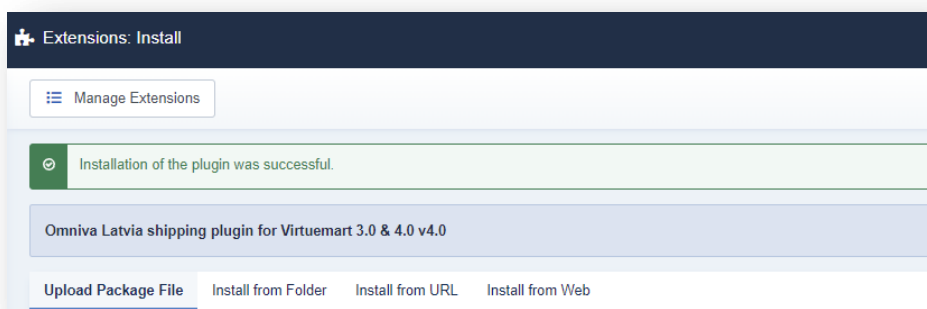 Extensions: Install
Manage Extensions
Installation of the plugin was successful.
Omniva Latvia shipping plugin for Virtuemart 3.0 & 4.0 v4.0
Upload Package File Install from Folder Install from URL Install from Web